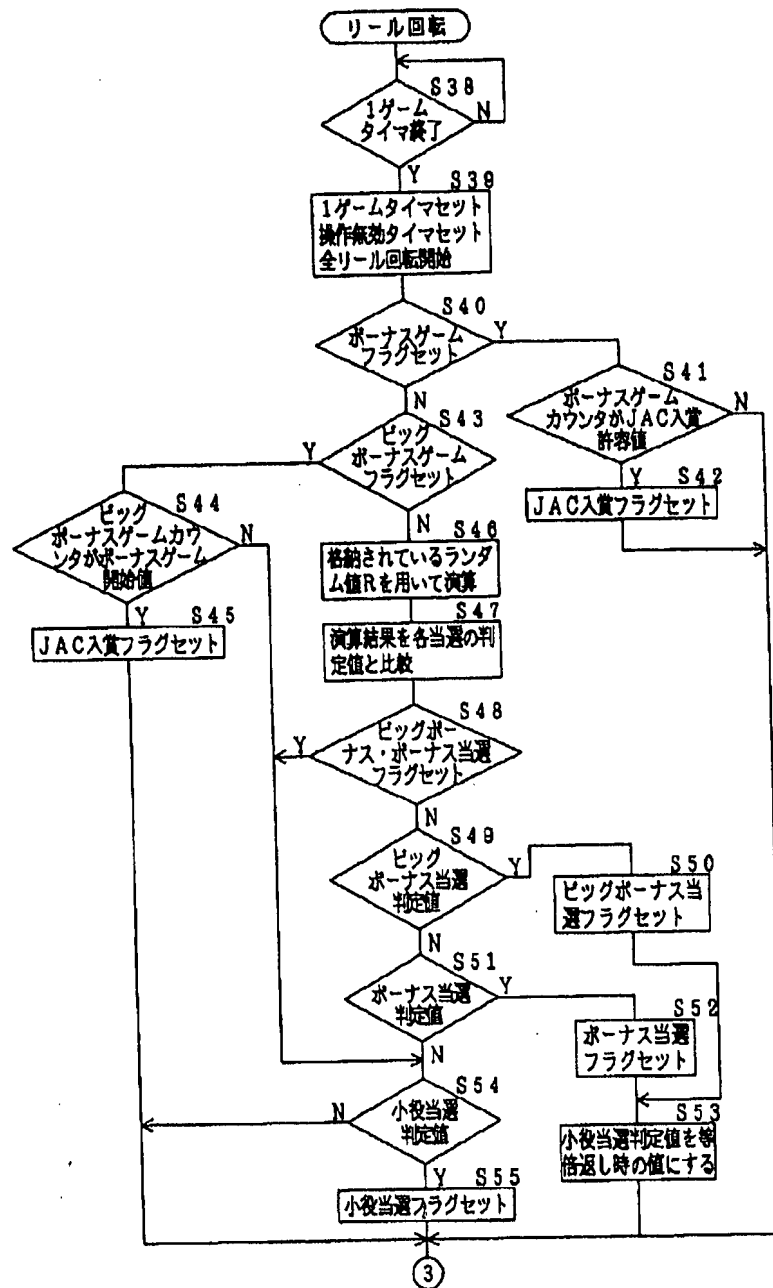 リール回転
S38
1ゲーム
タイマ終了
N
Y
S39
1ゲームタイマセット
操作無効タイマセット
全リール回転開始
S40
ボーナスゲーム
フラグセット
Y
N
S41
ボーナスゲーム
カウンタがJAC入賞
許容値
N
Y
S42
JAC入賞フラグセット
S43
ビッグ
ボーナスゲーム
フラグセット
Y
N
S44
ビッグ
ボーナスゲームカウ
ンタがボーナスゲーム
開始値
N
Y
S45
JAC入賞フラグセット
S46
格納されているランダ
ム値Rを用いて演算
S47
演算結果を各当選の判
定値と比較
S48
ビッグボー
ナス・ボーナス当選
フラグセット
Y
N
S49
ビッグ
ボーナス当選
判定値
Y
N
S50
ビッグボーナス当
選フラグセット
S51
ボーナス当選
判定値
Y
N
S52
ボーナス当選
フラグセット
S53
小役当選判定値を等
倍返し時の値にする
S54
小役当選
判定値
N
Y
S55
小役当選フラグセット
3